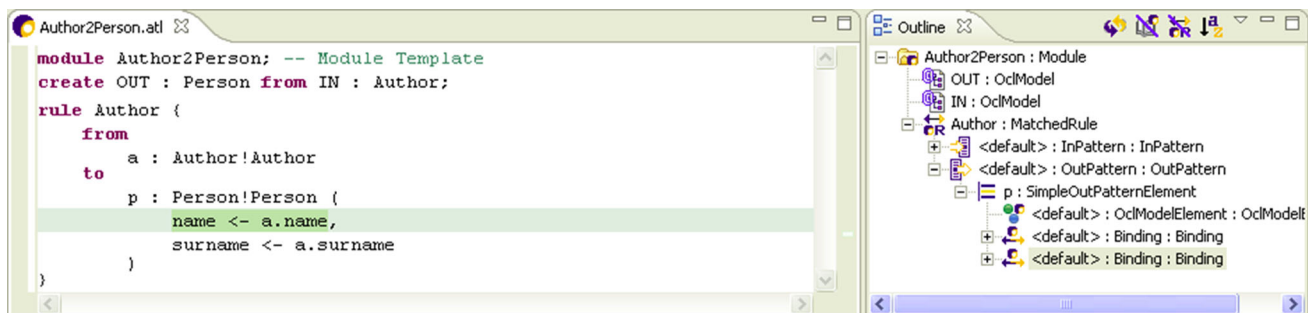 Author2Person.atl
module Author2Person; -- Module Template
create OUT : Person from IN : Author;
rule Author {
from
a : Author!Author
to
p : Person!Person (
name <- a.name,
surname <- a.surname
)
}
Outline
Author2Person : Module
OUT : OclModel
IN : OclModel
Author : MatchedRule
<default> : InPattern : InPattern
<default> : OutPattern : OutPattern
p : SimpleOutPatternElement
<default> : OclModelElement : OclModelE
<default> : Binding : Binding
<default> : Binding : Binding